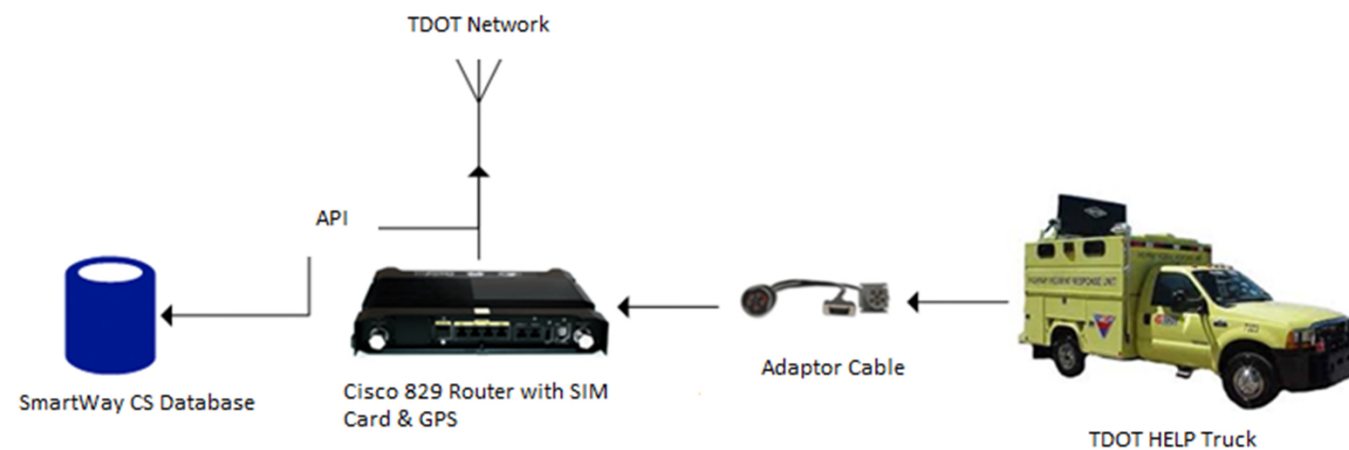 TDOT Network
API
SmartWay CS Database
Cisco 829 Router with SIM
Card & GPS
Adaptor Cable
TDOT HELP Truck